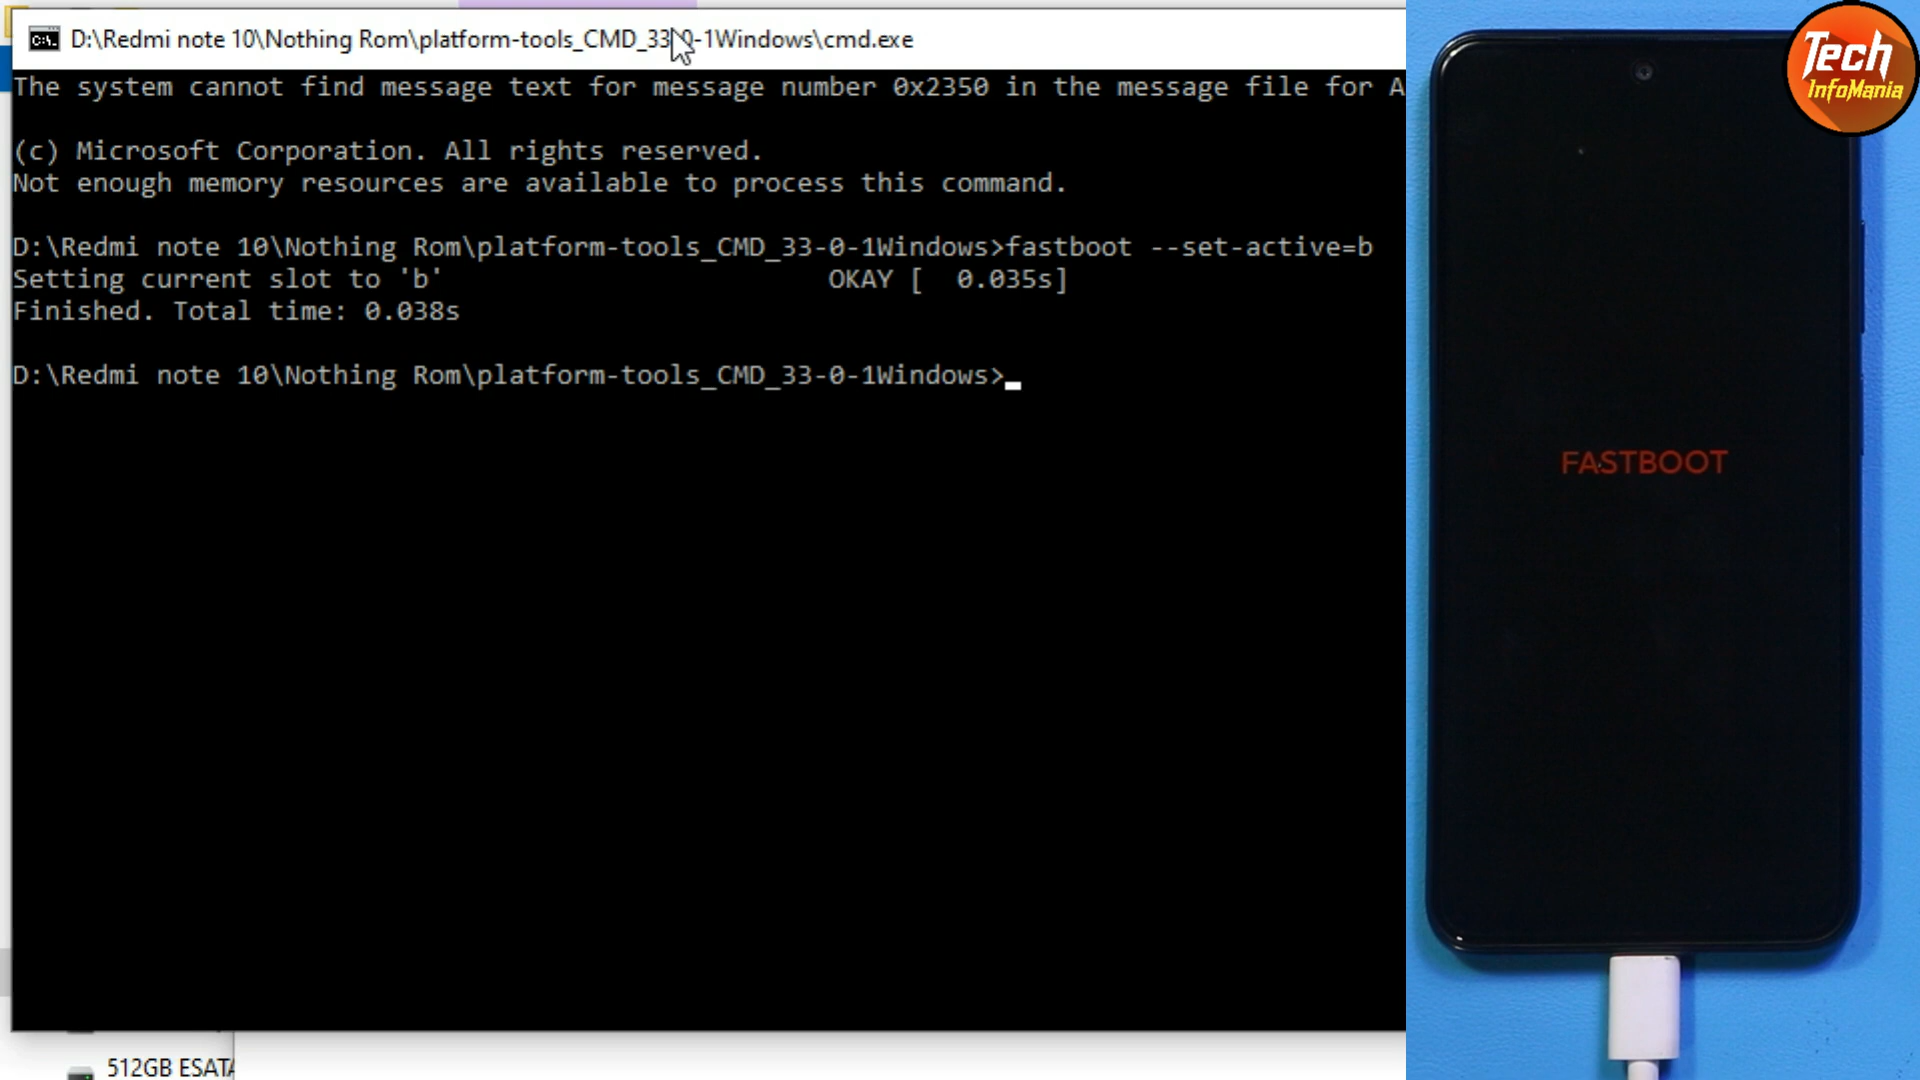 D:\Redmi note 10\Nothing Rom\platform-tools_CMD_33-0-1Windows\cmd.exe
The system cannot find message text for message number 0x2350 in the message file for A
(c) Microsoft Corporation. All rights reserved.
Not enough memory resources are available to process this command.
D:\Redmi note 10\Nothing Rom\platform-tools_CMD_33-0-1Windows>fastboot --set-active=b
Setting current slot to 'b' OKAY [ 0.035s]
Finished. Total time: 0.038s
D:\Redmi note 10\Nothing Rom\platform-tools_CMD_33-0-1Windows>
512GB ESATA
Tech
InfoMania
FASTBOOT